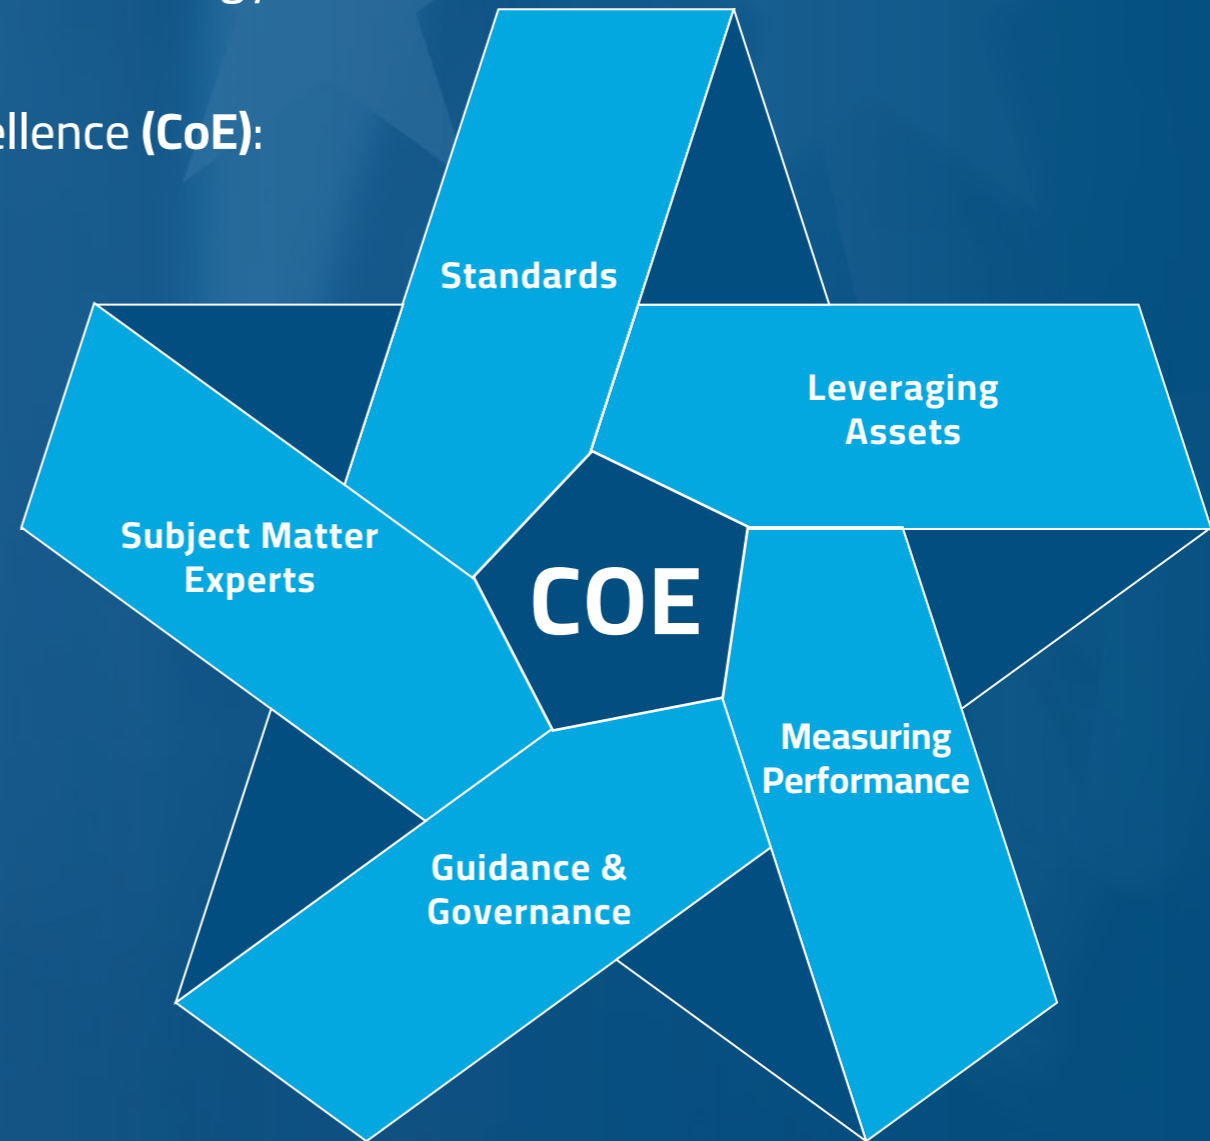 ellence (CoE):
Standards
Leveraging
Assets
Subject Matter
Experts
COE
Measuring
Performance
Guidance &
Governance